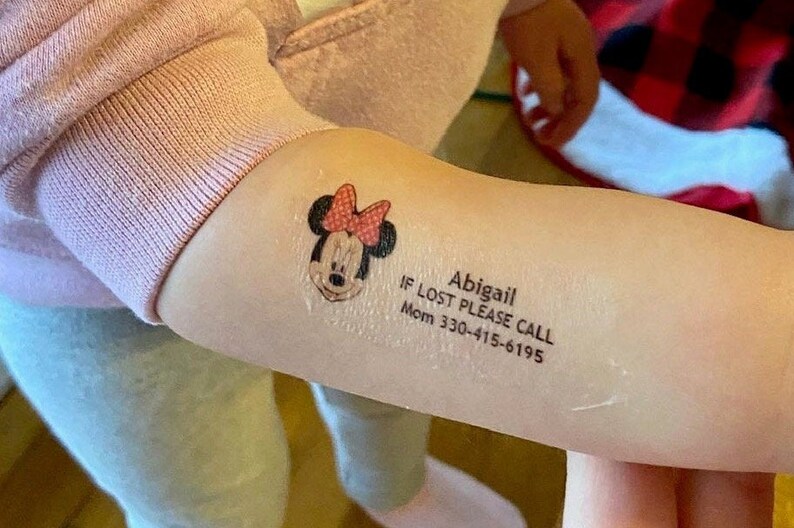 Abigail
IF LOST PLEASE CALL
Mom 330-415-6195